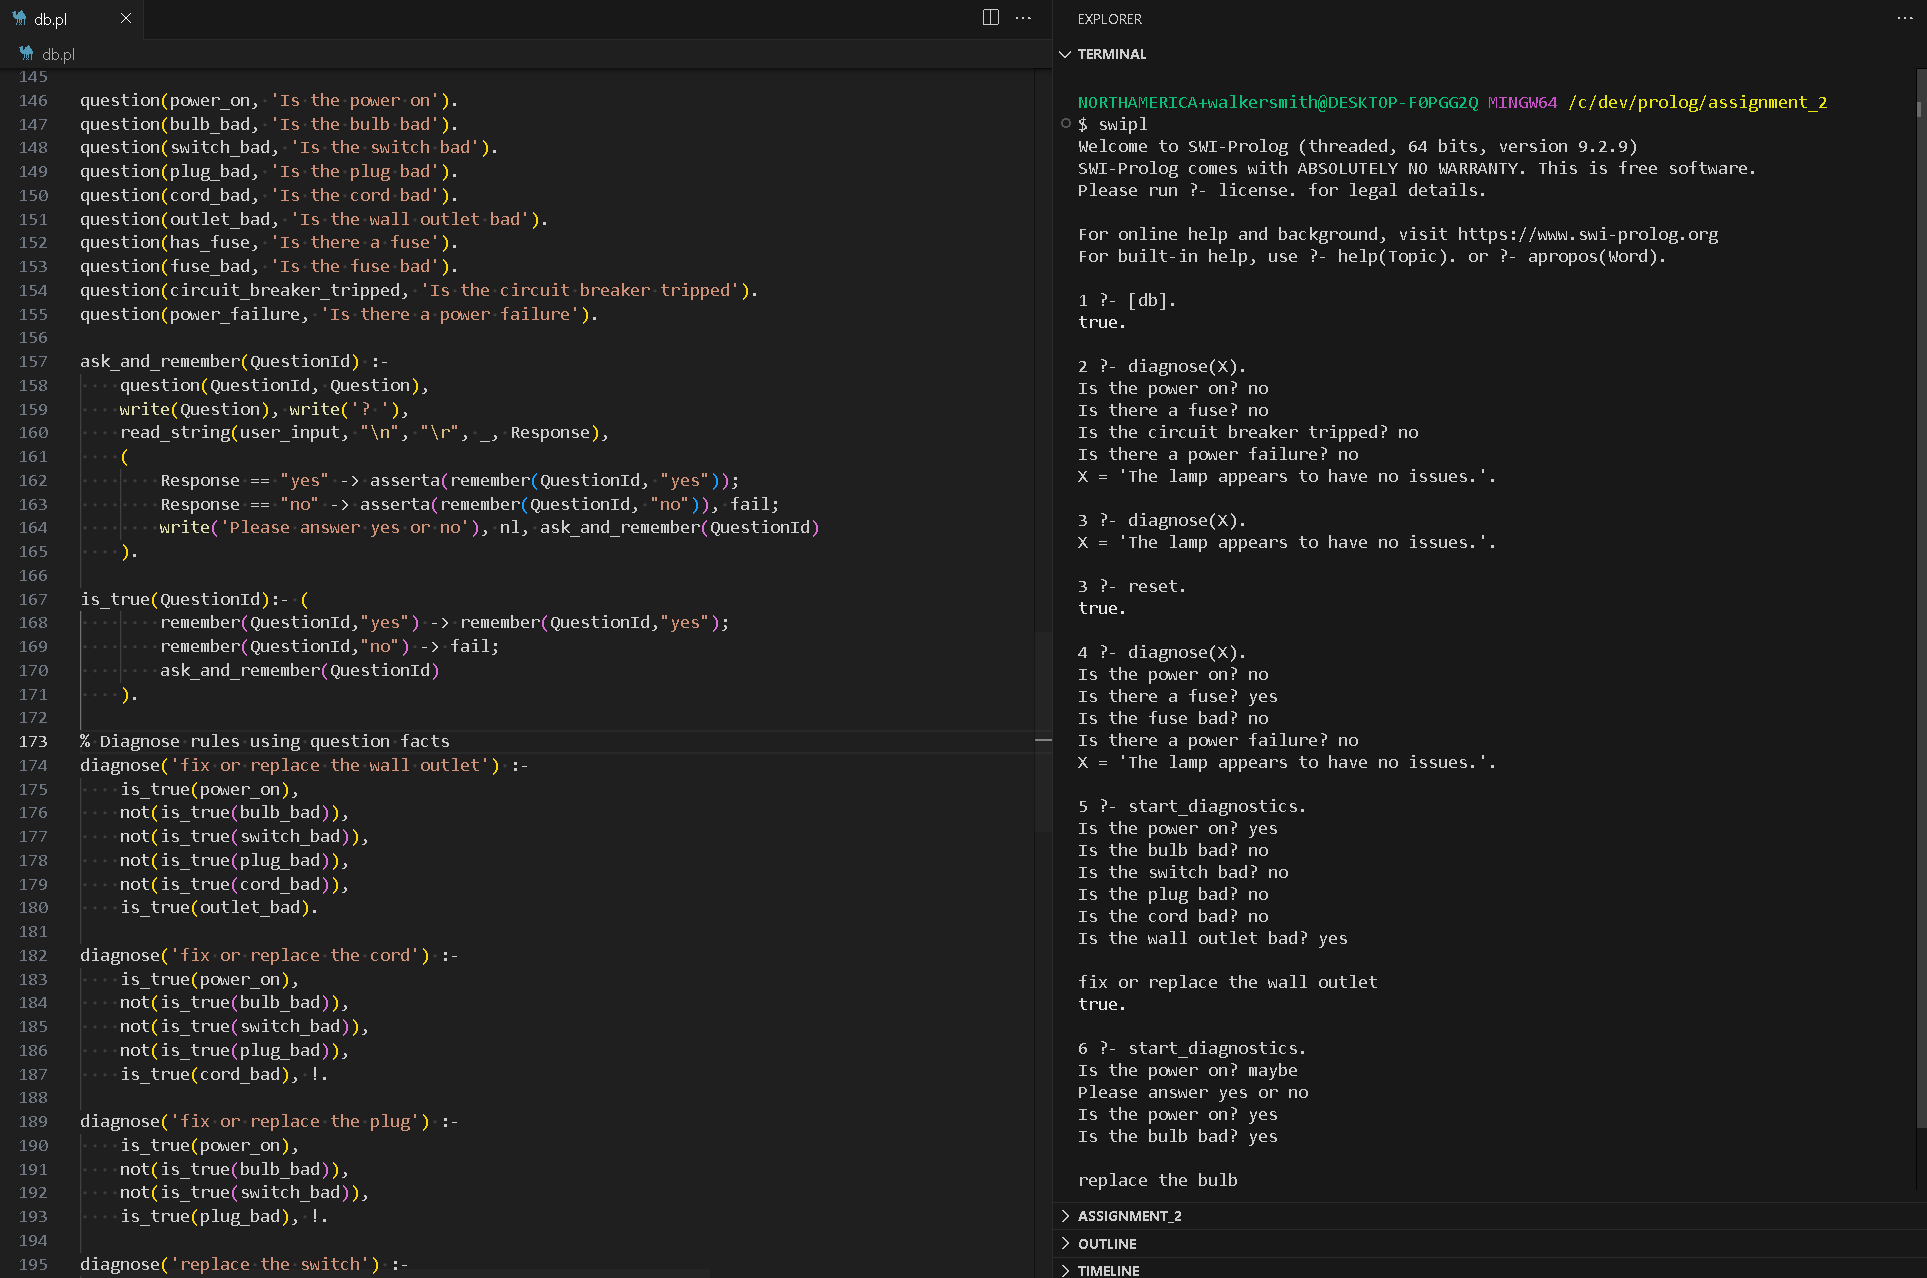 db.pl
db.pl
145
146 question(power_on, 'Is the power on').
147 question(bulb_bad, 'Is the bulb bad').
148 question(switch_bad, 'Is the switch bad').
149 question(plug_bad, 'Is the plug bad').
150 question(cord_bad, 'Is the cord bad').
151 question(outlet_bad, 'Is the wall outlet bad').
152 question(has_fuse, 'Is there a fuse').
153 question(fuse_bad, 'Is the fuse bad').
154 question(circuit_breaker_tripped, 'Is the circuit breaker tripped').
155 question(power_failure, 'Is there a power failure').
156
157 ask_and_remember(QuestionId) :-
158     question(QuestionId, Question),
159     write(Question), write('? '),
160     read_string(user_input, "\n", "\r", _, Response),
161     (
162         Response == "yes" -> asserta(remember(QuestionId, "yes"));
163         Response == "no" -> asserta(remember(QuestionId, "no")), fail;
164         write('Please answer yes or no'), nl, ask_and_remember(QuestionId)
165     ).
166
167 is_true(QuestionId):- (
168         remember(QuestionId,"yes") -> remember(QuestionId,"yes");
169         remember(QuestionId,"no") -> fail;
170         ask_and_remember(QuestionId)
171     ).
172
173 % Diagnose rules using question facts
174 diagnose('fix or replace the wall outlet') :-
175     is_true(power_on),
176     not(is_true(bulb_bad)),
177     not(is_true(switch_bad)),
178     not(is_true(plug_bad)),
179     not(is_true(cord_bad)),
180     is_true(outlet_bad).
181
182 diagnose('fix or replace the cord') :-
183     is_true(power_on),
184     not(is_true(bulb_bad)),
185     not(is_true(switch_bad)),
186     not(is_true(plug_bad)),
187     is_true(cord_bad), !.
188
189 diagnose('fix or replace the plug') :-
190     is_true(power_on),
191     not(is_true(bulb_bad)),
192     not(is_true(switch_bad)),
193     is_true(plug_bad), !.
194
195 diagnose('replace the switch') :-
EXPLORER
TERMINAL
NORTHAMERICA+walkersmith@DESKTOP-F0PGG2Q MINGW64 /c/dev/prolog/assignment_2
$ swipl
Welcome to SWI-Prolog (threaded, 64 bits, version 9.2.9)
SWI-Prolog comes with ABSOLUTELY NO WARRANTY. This is free software.
Please run ?- license. for legal details.
For online help and background, visit https://www.swi-prolog.org
For built-in help, use ?- help(Topic). or ?- apropos(Word).
1 ?- [db].
true.
2 ?- diagnose(X).
Is the power on? no
Is there a fuse? no
Is the circuit breaker tripped? no
Is there a power failure? no
X = 'The lamp appears to have no issues.'.
3 ?- diagnose(X).
X = 'The lamp appears to have no issues.'.
3 ?- reset.
true.
4 ?- diagnose(X).
Is the power on? no
Is there a fuse? yes
Is the fuse bad? no
Is there a power failure? no
X = 'The lamp appears to have no issues.'.
5 ?- start_diagnostics.
Is the power on? yes
Is the bulb bad? no
Is the switch bad? no
Is the plug bad? no
Is the cord bad? no
Is the wall outlet bad? yes
fix or replace the wall outlet
true.
6 ?- start_diagnostics.
Is the power on? maybe
Please answer yes or no
Is the power on? yes
Is the bulb bad? yes
replace the bulb
ASSIGNMENT_2
OUTLINE
TIMELINE